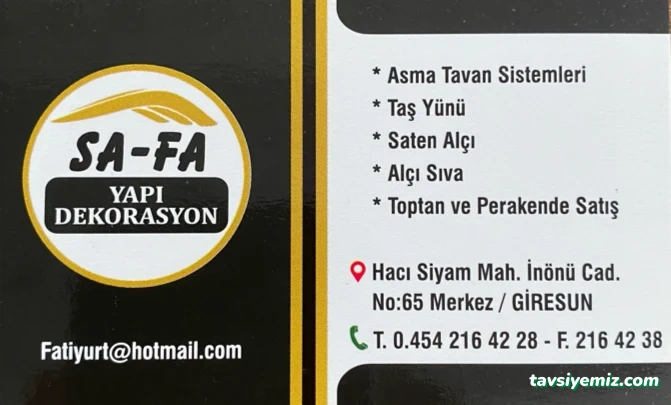 SA-FA
YAPI
DEKORASYON
Fatiyurt@hotmail.com
* Asma Tavan Sistemleri
* Taş Yünü
* Saten Alçı
* Alçı Sıva
* Toptan ve Perakende Satış
Hacı Siyam Mah. İnönü Cad.
No:65 Merkez / GİRESUN
T. 0.454 216 42 28 - F. 216 42 38
tavsiyemiz.com